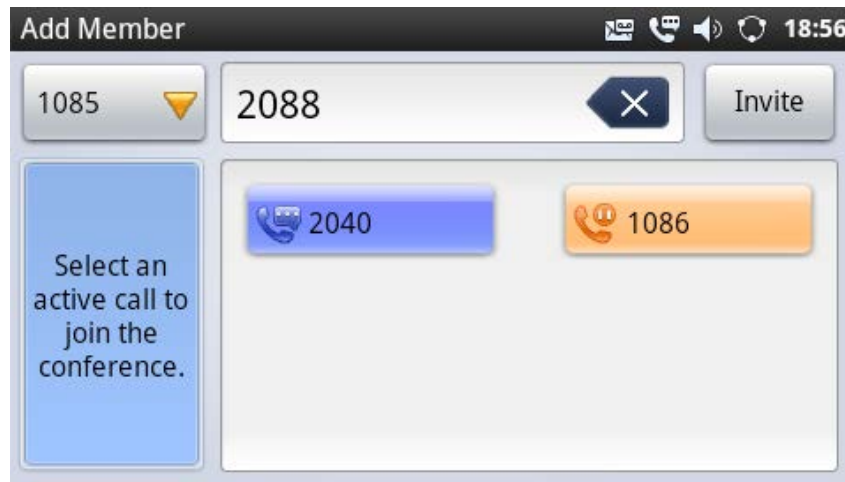 Add Member
18:56
1085
2088
Invite
2040
1086
Select an
active call to
join the
conference.